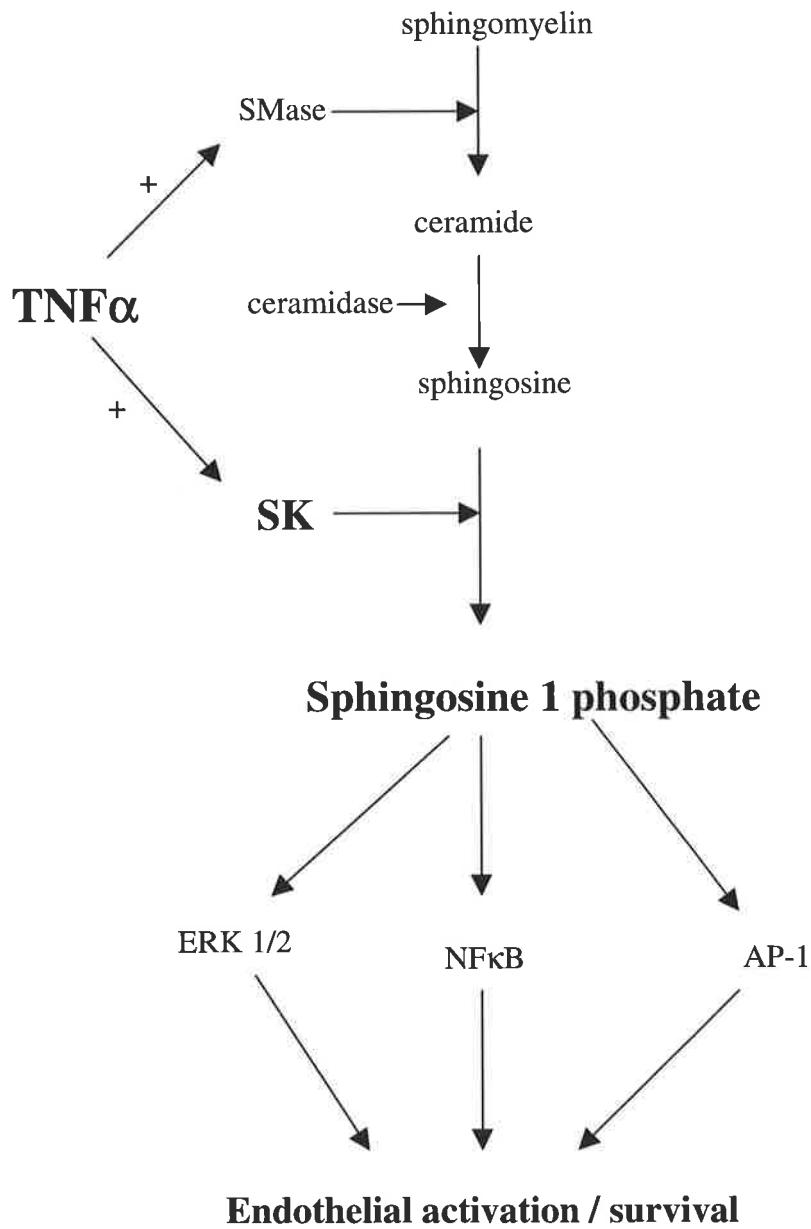 sphingomyelin
SMase
+
ceramide
TNFα
ceramidase
sphingosine
+
SK
Sphingosine 1 phosphate
ERK 1/2
NFκB
AP-1
Endothelial activation / survival